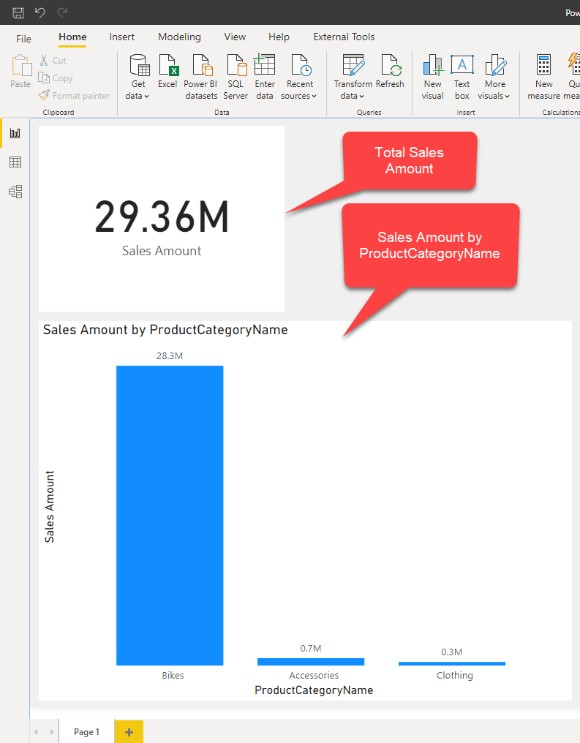 Pow
File Home Insert Modeling View Help External Tools
Paste
Cut
Copy
Format painter
Clipboard
Get data
Excel
Power BI datasets
SQL Server
Enter data
Recent sources
Data
Transform data
Refresh
Queries
New visual
Text box
More visuals
Insert
New measure
Qu
mea
Calculations
Total Sales
Amount
29.36M
Sales Amount
Sales Amount by
ProductCategoryName
Sales Amount by ProductCategoryName
28.3M
Sales Amount
0.7M
0.3M
Bikes Accessories Clothing
ProductCategoryName
Page 1